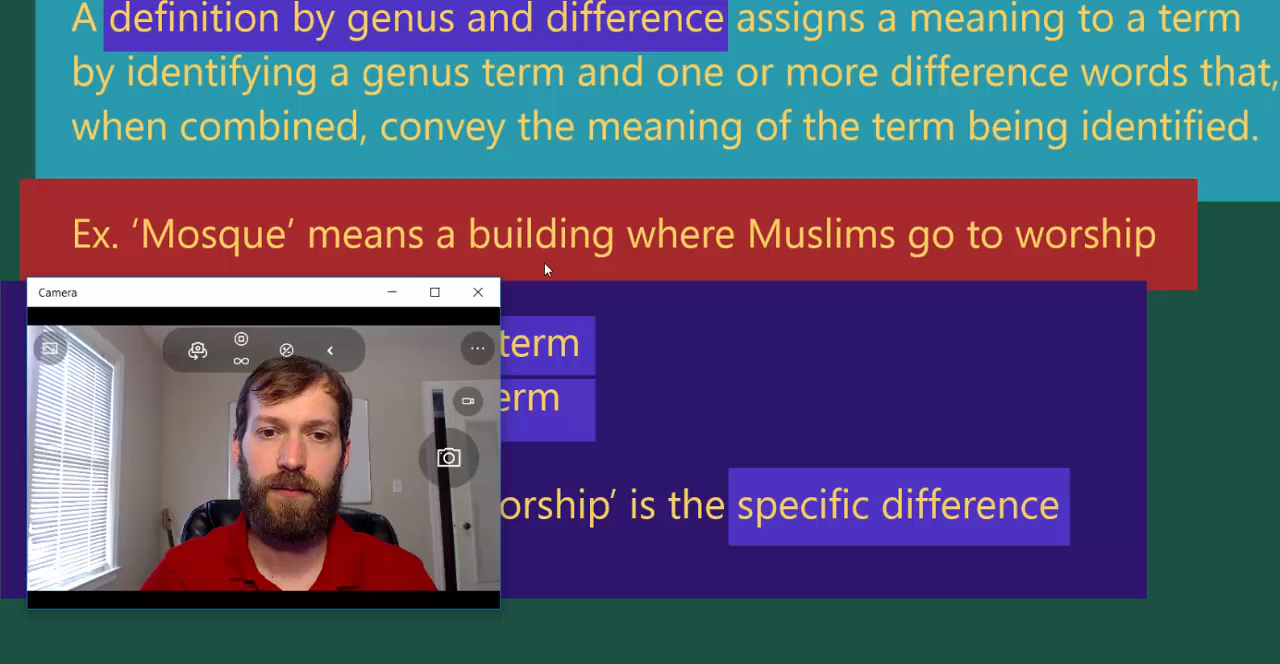 A definition by genus and difference assigns a meaning to a term
by identifying a genus term and one or more difference words that,
when combined, convey the meaning of the term being identified.
Ex. ‘Mosque’ means a building where Muslims go to worship
Camera
term
erm
orship’ is the specific difference